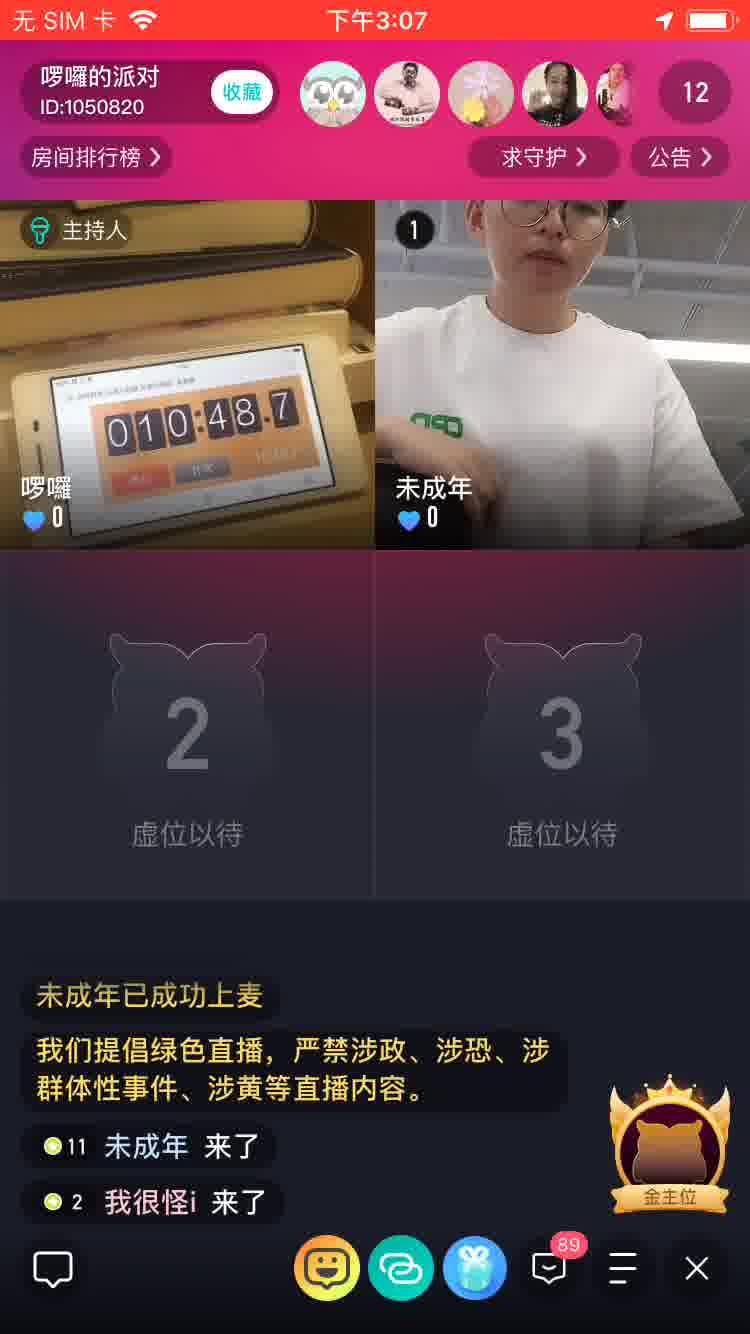 无 SIM 卡
下午3:07
啰囉的派对
ID:1050820
收藏
12
房间排行榜
求守护
公告
主持人
1
010:48.7
啰囉
0
未成年
0
2
3
虚位以待
虚位以待
未成年已成功上麦
我们提倡绿色直播，严禁涉政、涉恐、涉
群体性事件、涉黄等直播内容。
11 未成年 来了
2 我很怪i 来了
金主位
89